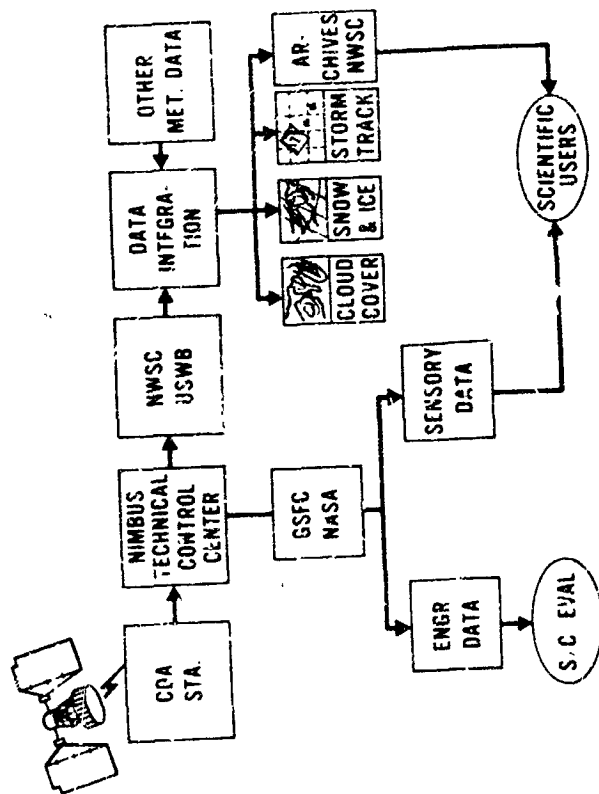 CDA
STA.
NIMBUS
TECHNICAL
CONTROL
CENTER
NWSC
USWB
DATA
INTEGRA-
TION
OTHER
MET. DATA
GSFC
NASA
CLOUD
COVER
SNOW
& ICE
STORM
TRACK
AR-
CHIVES
NWSC
ENGR
DATA
SENSORY
DATA
S/C EVAL
SCIENTIFIC
USERS